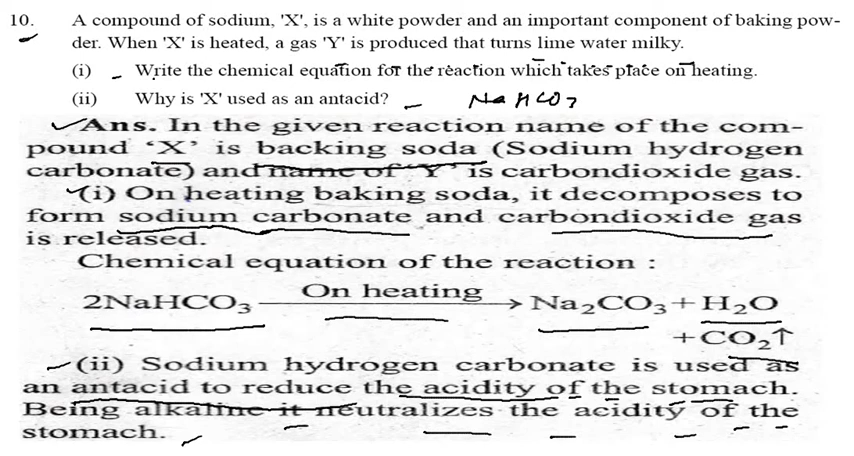 10. A compound of sodium, 'X', is a white powder and an important component of baking pow-
der. When 'X' is heated, a gas 'Y' is produced that turns lime water milky.
(i) Write the chemical equation for the reaction which takes place on heating.
(ii) Why is 'X' used as an antacid? NaHCO3
Ans. In the given reaction name of the com-
pound 'X' is backing soda (Sodium hydrogen
carbonate) and name of 'Y' is carbondioxide gas.
(i) On heating baking soda, it decomposes to
form sodium carbonate and carbondioxide gas
is released.
Chemical equation of the reaction :
2NaHCO₃ On heating → Na₂CO₃ + H₂O
+ CO₂↑
(ii) Sodium hydrogen carbonate is used as
an antacid to reduce the acidity of the stomach.
Being alkaline it neutralizes the acidity of the
stomach.